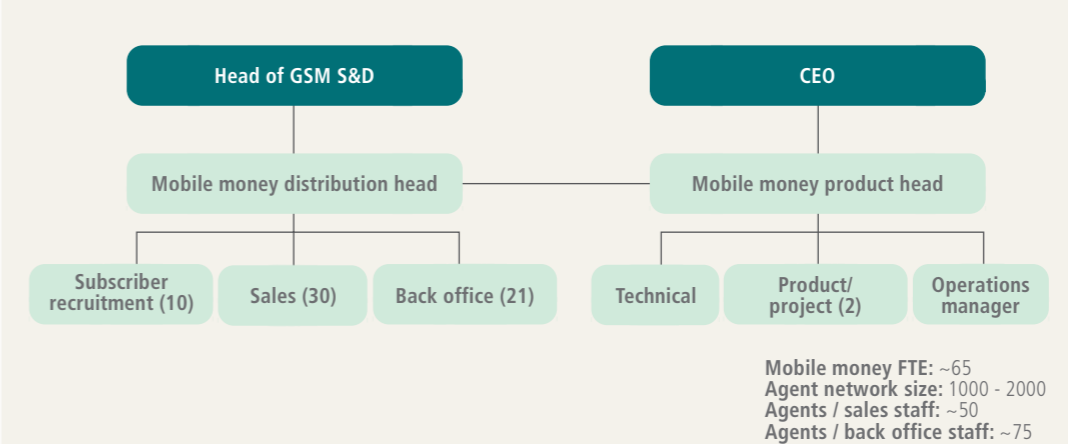 Head of GSM S&D
CEO
Mobile money distribution head
Mobile money product head
Subscriber
recruitment (10)
Sales (30)
Back office (21)
Technical
Product/
project (2)
Operations
manager
Mobile money FTE: ~65
Agent network size: 1000 - 2000
Agents / sales staff: ~50
Agents / back office staff: ~75